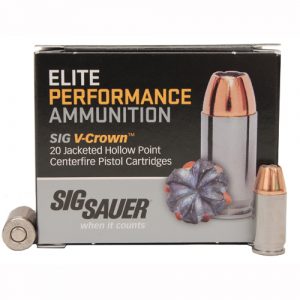 ELITE
PERFORMANCE
AMMUNITION
SIG V-Crown™
20 Jacketed Hollow Point
Centerfire Pistol Cartridges
SIG SAUER
when it counts